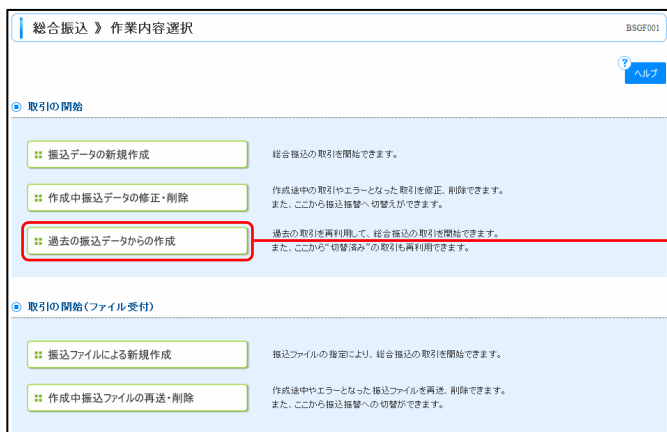 総合振込 》 作業内容選択
BSGF001
?
ヘルプ
取引の開始
振込データの新規作成
総合振込の取引を開始できます。
作成中振込データの修正・削除
作成途中の取引やエラーとなった取引を修正、削除できます。
また、ここから振込振替へ切替えができます。
過去の振込データからの作成
過去の取引を再利用して、総合振込の取引を開始できます。
また、ここから“切替済み”の取引も再利用できます。
取引の開始(ファイル受付)
振込ファイルによる新規作成
振込ファイルの指定により、総合振込の取引を開始できます。
作成中振込ファイルの再送・削除
作成途中やエラーとなった振込ファイルを再送、削除できます。
また、ここから振込振替への切替ができます。